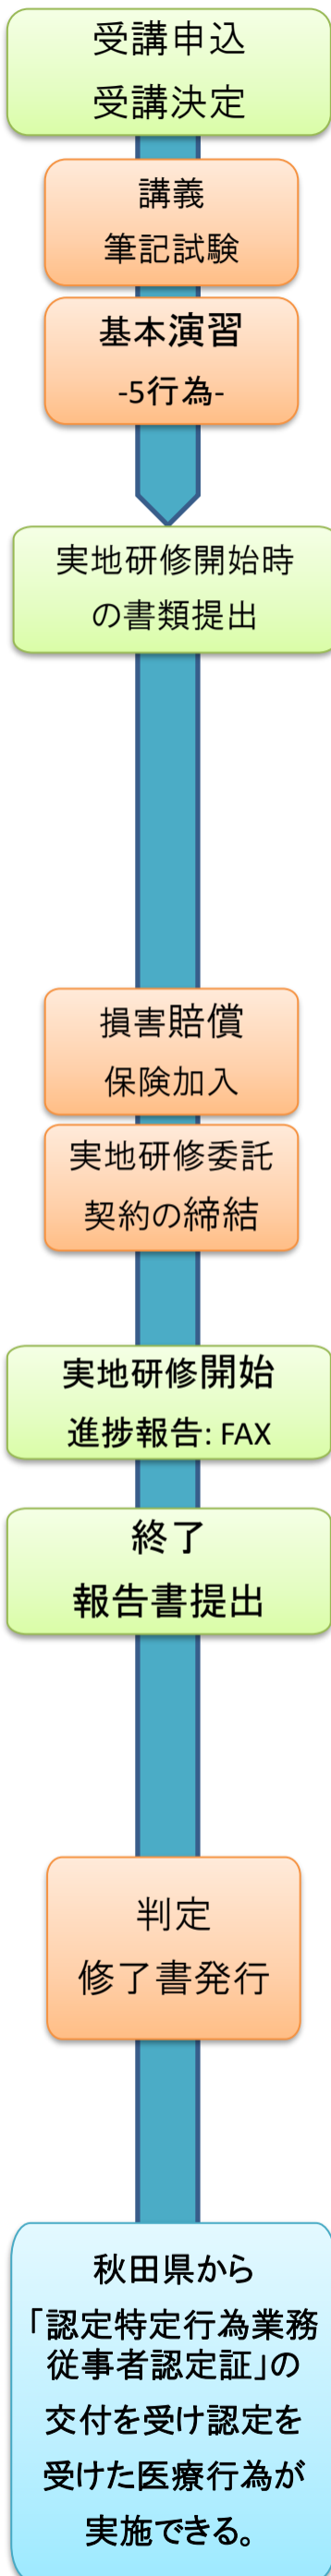 受講申込
受講決定
講義
筆記試験
基本演習
-5行為-
実地研修開始時
の書類提出
損害賠償
保険加入
実地研修委託
契約の締結
実地研修開始
進捗報告: FAX
終了
報告書提出
判定
修了書発行
秋田県から
「認定特定行為業務
従事者認定証」の
交付を受け認定を
受けた医療行為が
実施できる。